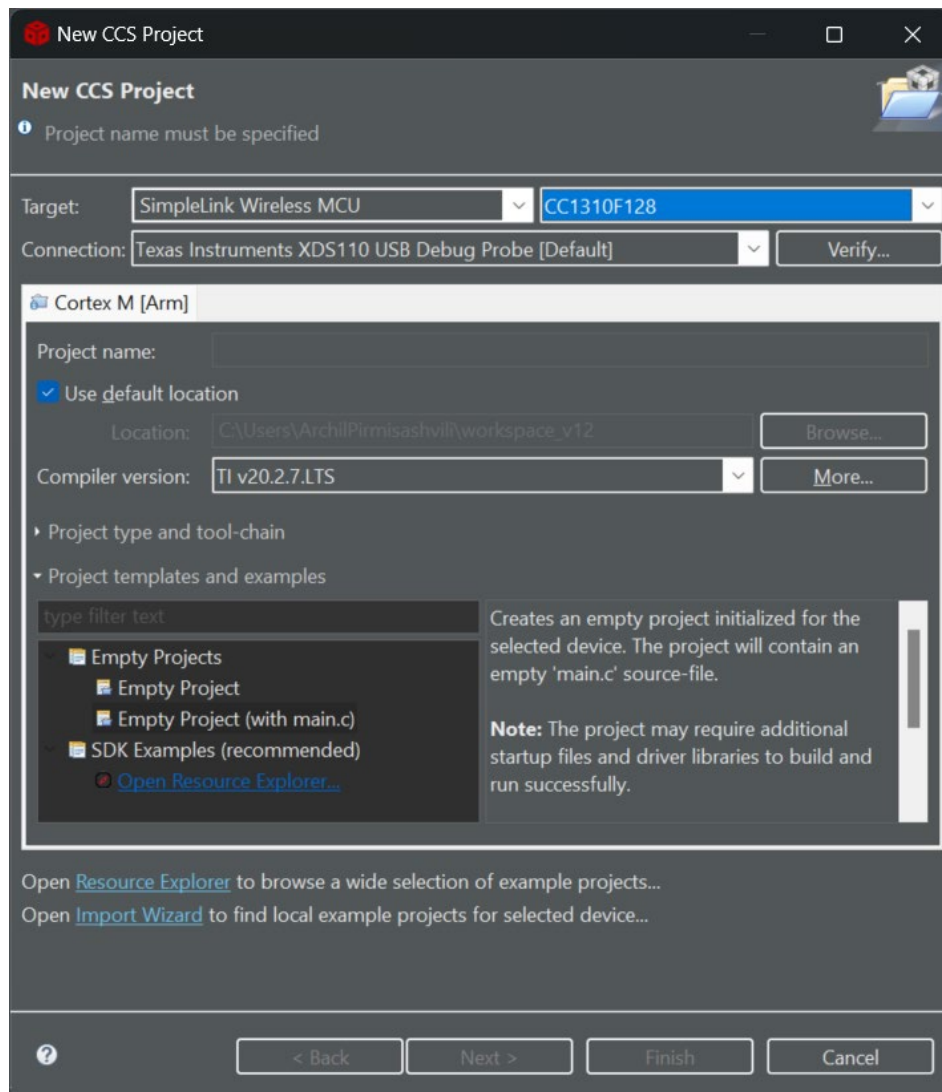 New CCS Project
New CCS Project
Project name must be specified
Target: SimpleLink Wireless MCU CC1310F128
Connection: Texas Instruments XDS110 USB Debug Probe [Default] Verify...
Cortex M [Arm]
Project name:
Use default location
Location: C:\Users\ArchilPirmisashvili\workspace_v12 Browse...
Compiler version: TI v20.2.7.LTS More...
Project type and tool-chain
Project templates and examples
type filter text
Empty Projects
Empty Project
Empty Project (with main.c)
SDK Examples (recommended)
Open Resource Explorer...
Creates an empty project initialized for the
selected device. The project will contain an
empty 'main.c' source-file.
Note: The project may require additional
startup files and driver libraries to build and
run successfully.
Open Resource Explorer to browse a wide selection of example projects...
Open Import Wizard to find local example projects for selected device...
? < Back Next > Finish Cancel